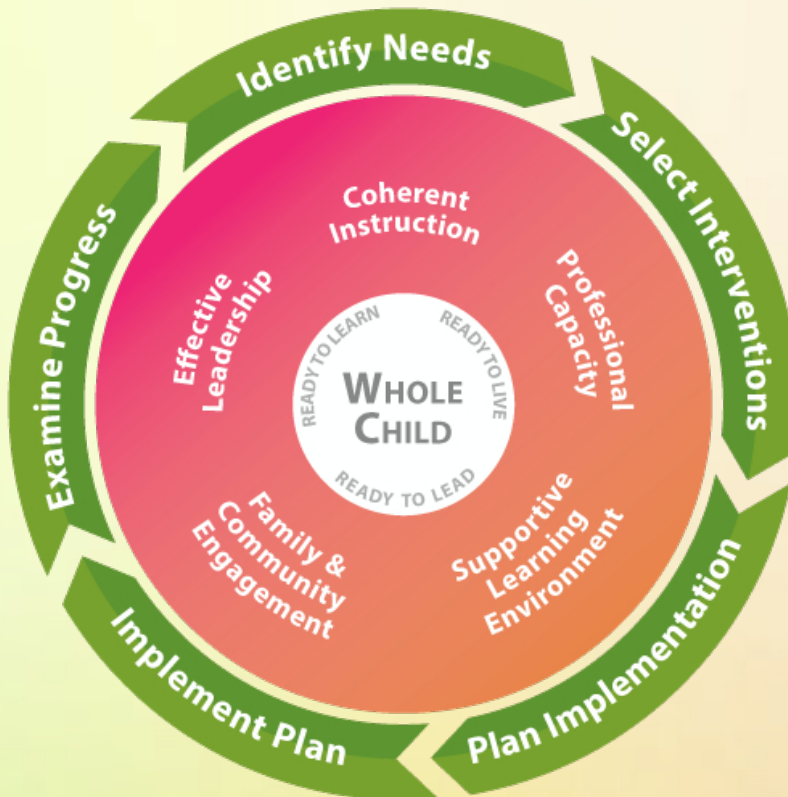 Identify Needs
Select Interventions
Plan Implementation
Implement Plan
Examine Progress
Coherent
Instruction
Professional
Capacity
Supportive
Learning
Environment
Family &
Community
Engagement
Effective
Leadership
READY TO LEARN
READY TO LIVE
READY TO LEAD
WHOLE
CHILD